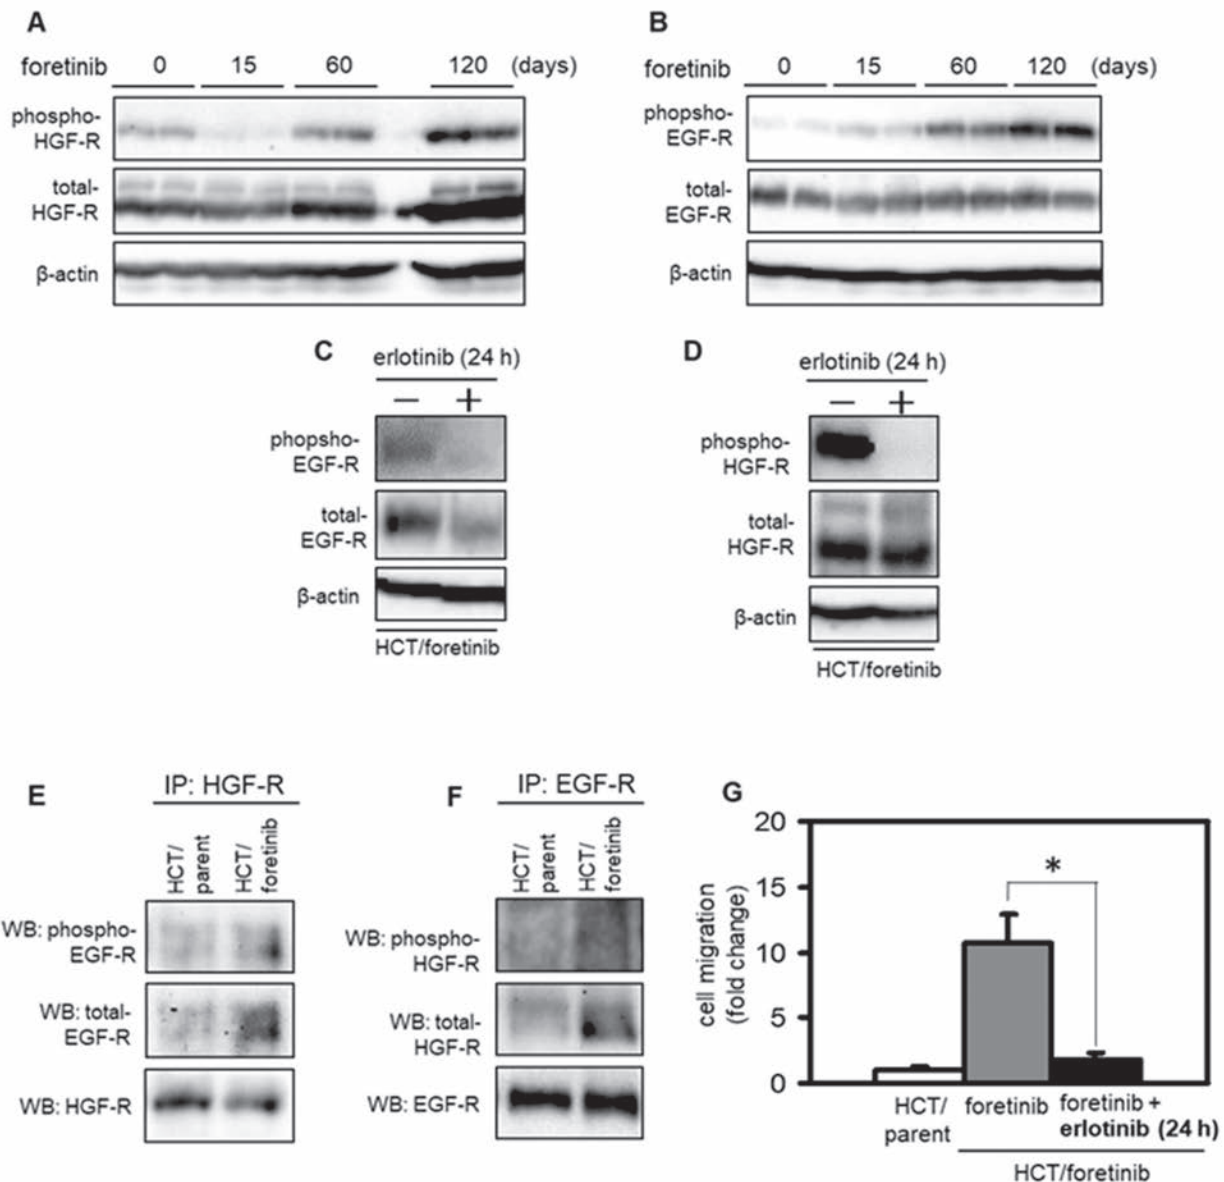 A
foretinib 0 15 60 120 (days)
phospho-
HGF-R
total-
HGF-R
β-actin
B
foretinib 0 15 60 120 (days)
phopsho-
EGF-R
total-
EGF-R
β-actin
C
erlotinib (24 h)
− +
phopsho-
EGF-R
total-
EGF-R
β-actin
HCT/foretinib
D
erlotinib (24 h)
− +
phospho-
HGF-R
total-
HGF-R
β-actin
HCT/foretinib
E
IP: HGF-R
HCT/
parent
HCT/
foretinib
WB: phospho-
EGF-R
WB: total-
EGF-R
WB: HGF-R
F
IP: EGF-R
HCT/
parent
HCT/
foretinib
WB: phospho-
HGF-R
WB: total-
HGF-R
WB: EGF-R
G
cell migration
(fold change)
20
15
10
5
0
*
HCT/
parent
foretinib
foretinib +
erlotinib (24 h)
HCT/foretinib